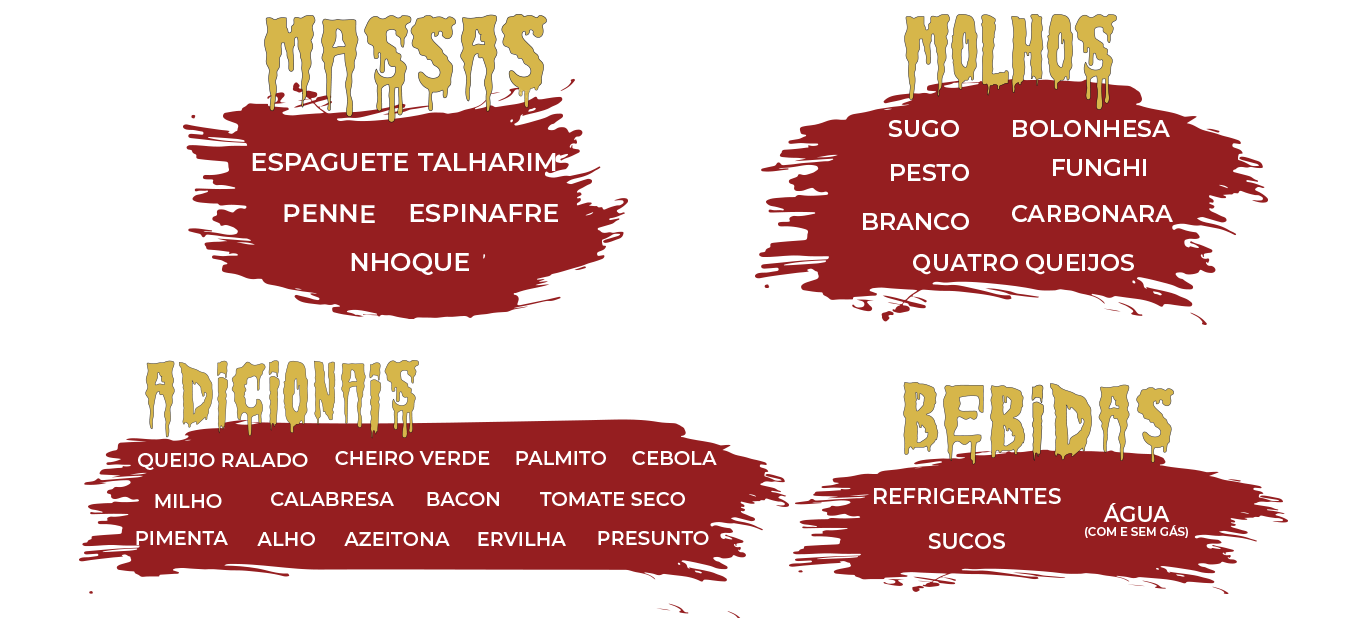 MASSAS
ESPAGUETE TALHARIM
PENNE ESPINAFRE
NHOQUE
MOLHOS
SUGO BOLONHESA
PESTO FUNGHI
BRANCO CARBONARA
QUATRO QUEIJOS
ADICIONAIS
QUEIJO RALADO CHEIRO VERDE PALMITO CEBOLA
MILHO CALABRESA BACON TOMATE SECO
PIMENTA ALHO AZEITONA ERVILHA PRESUNTO
BEBIDAS
REFRIGERANTES
ÁGUA
(COM E SEM GÁS)
SUCOS